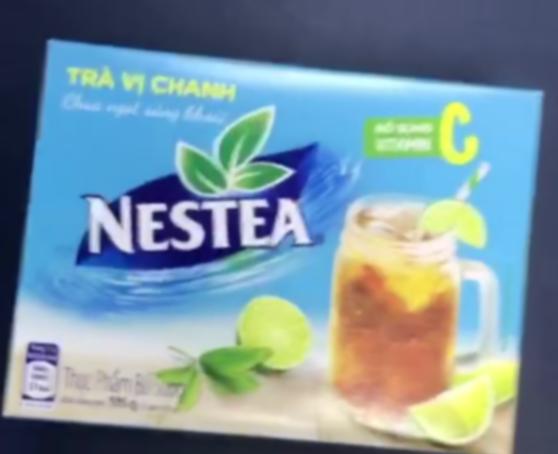 TRÀ VỊ CHANH
Chua ngọt sảng khoái
BỔ SUNG
VITAMIN
C
NESTEA
Thực Phẩm Bổ Sung